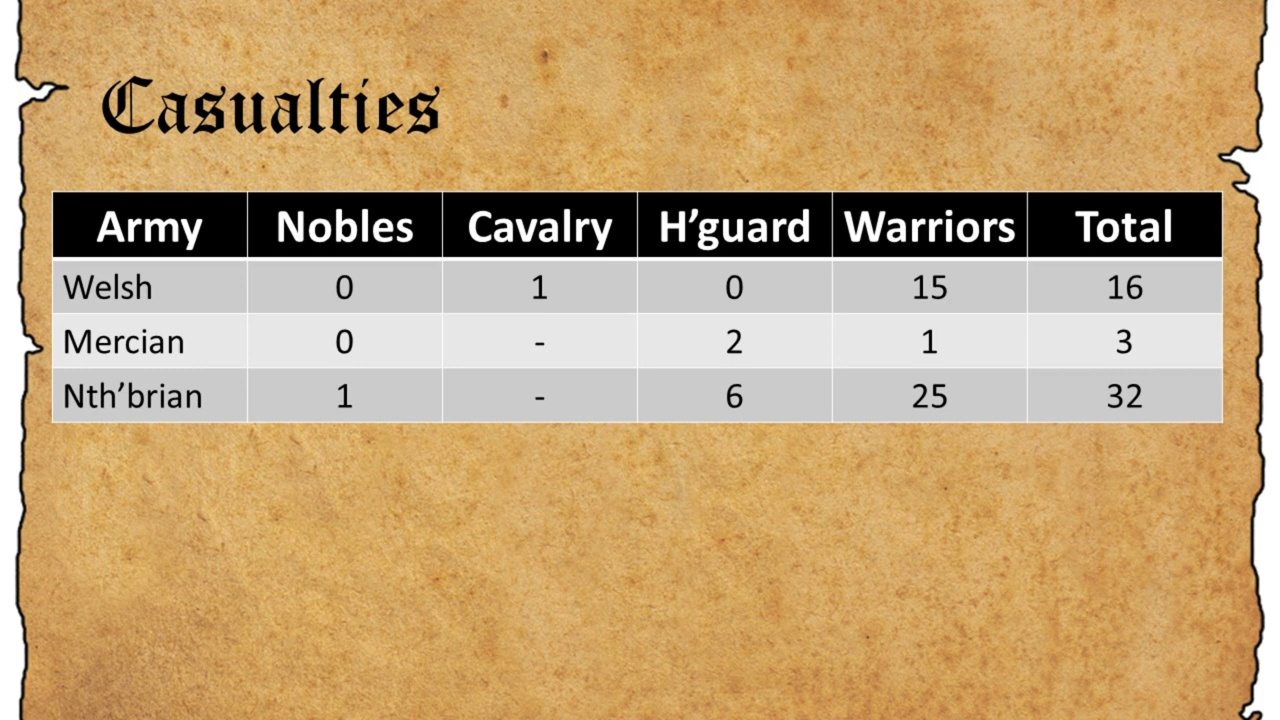 Casualties
Army Nobles Cavalry H’guard Warriors Total
Welsh 0 1 0 15 16
Mercian 0 - 2 1 3
Nth’brian 1 - 6 25 32